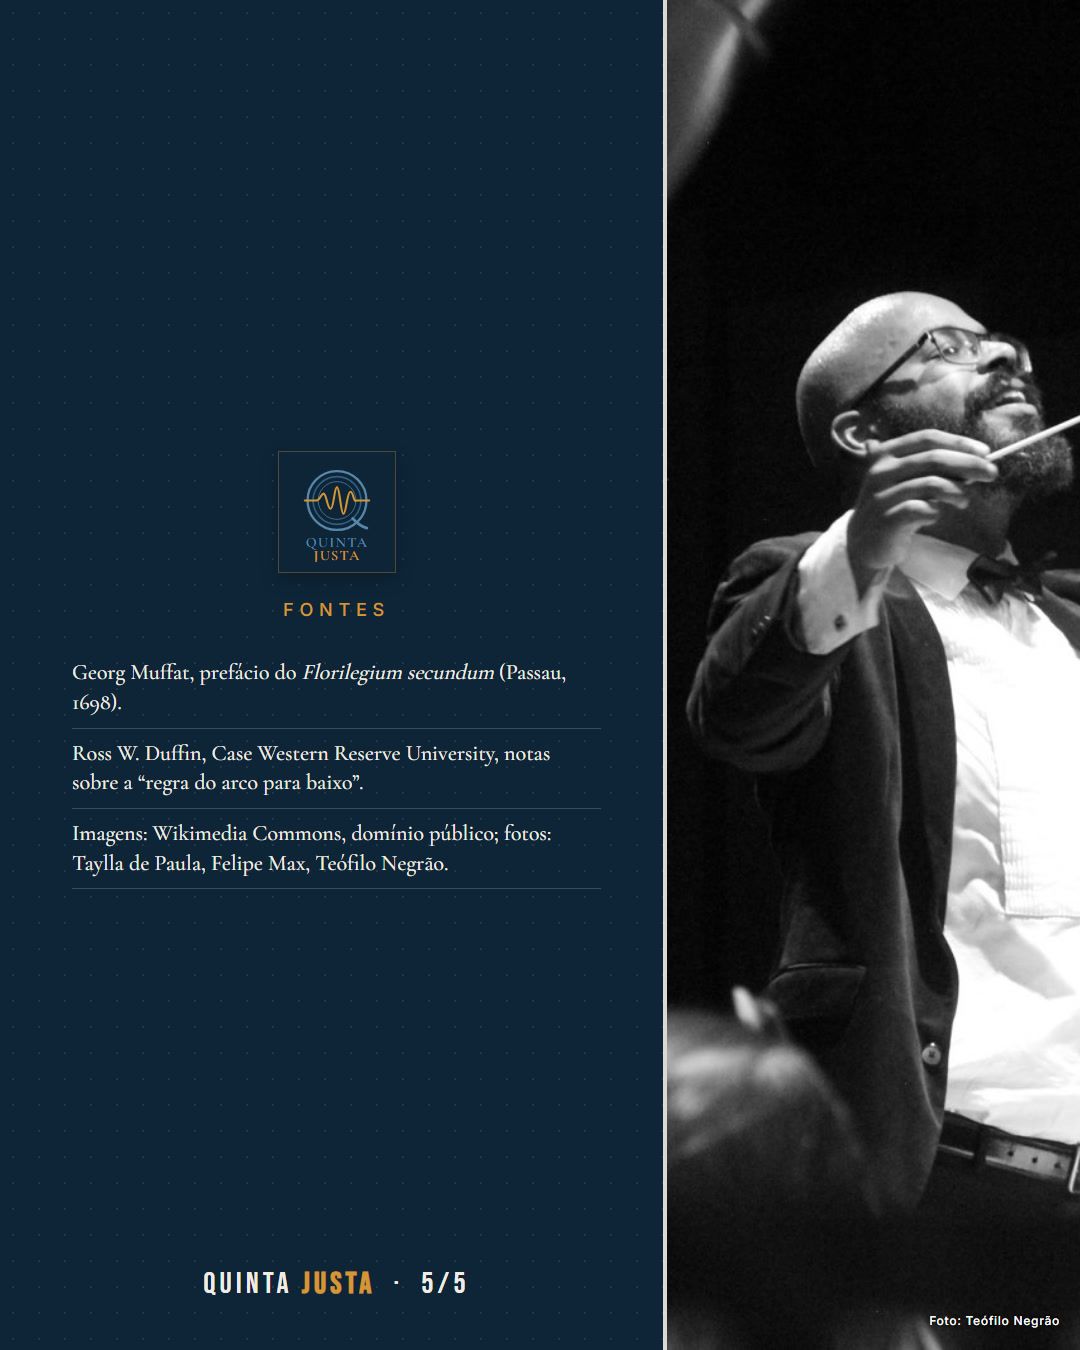 QUINTA
JUSTA
FONTES
Georg Muffat, prefácio do Florilegium secundum (Passau,
1698).
Ross W. Duffin, Case Western Reserve University, notas
sobre a “regra do arco para baixo”.
Imagens: Wikimedia Commons, domínio público; fotos:
Taylla de Paula, Felipe Max, Teófilo Negrão.
QUINTA JUSTA · 5/5
Foto: Teófilo Negrão